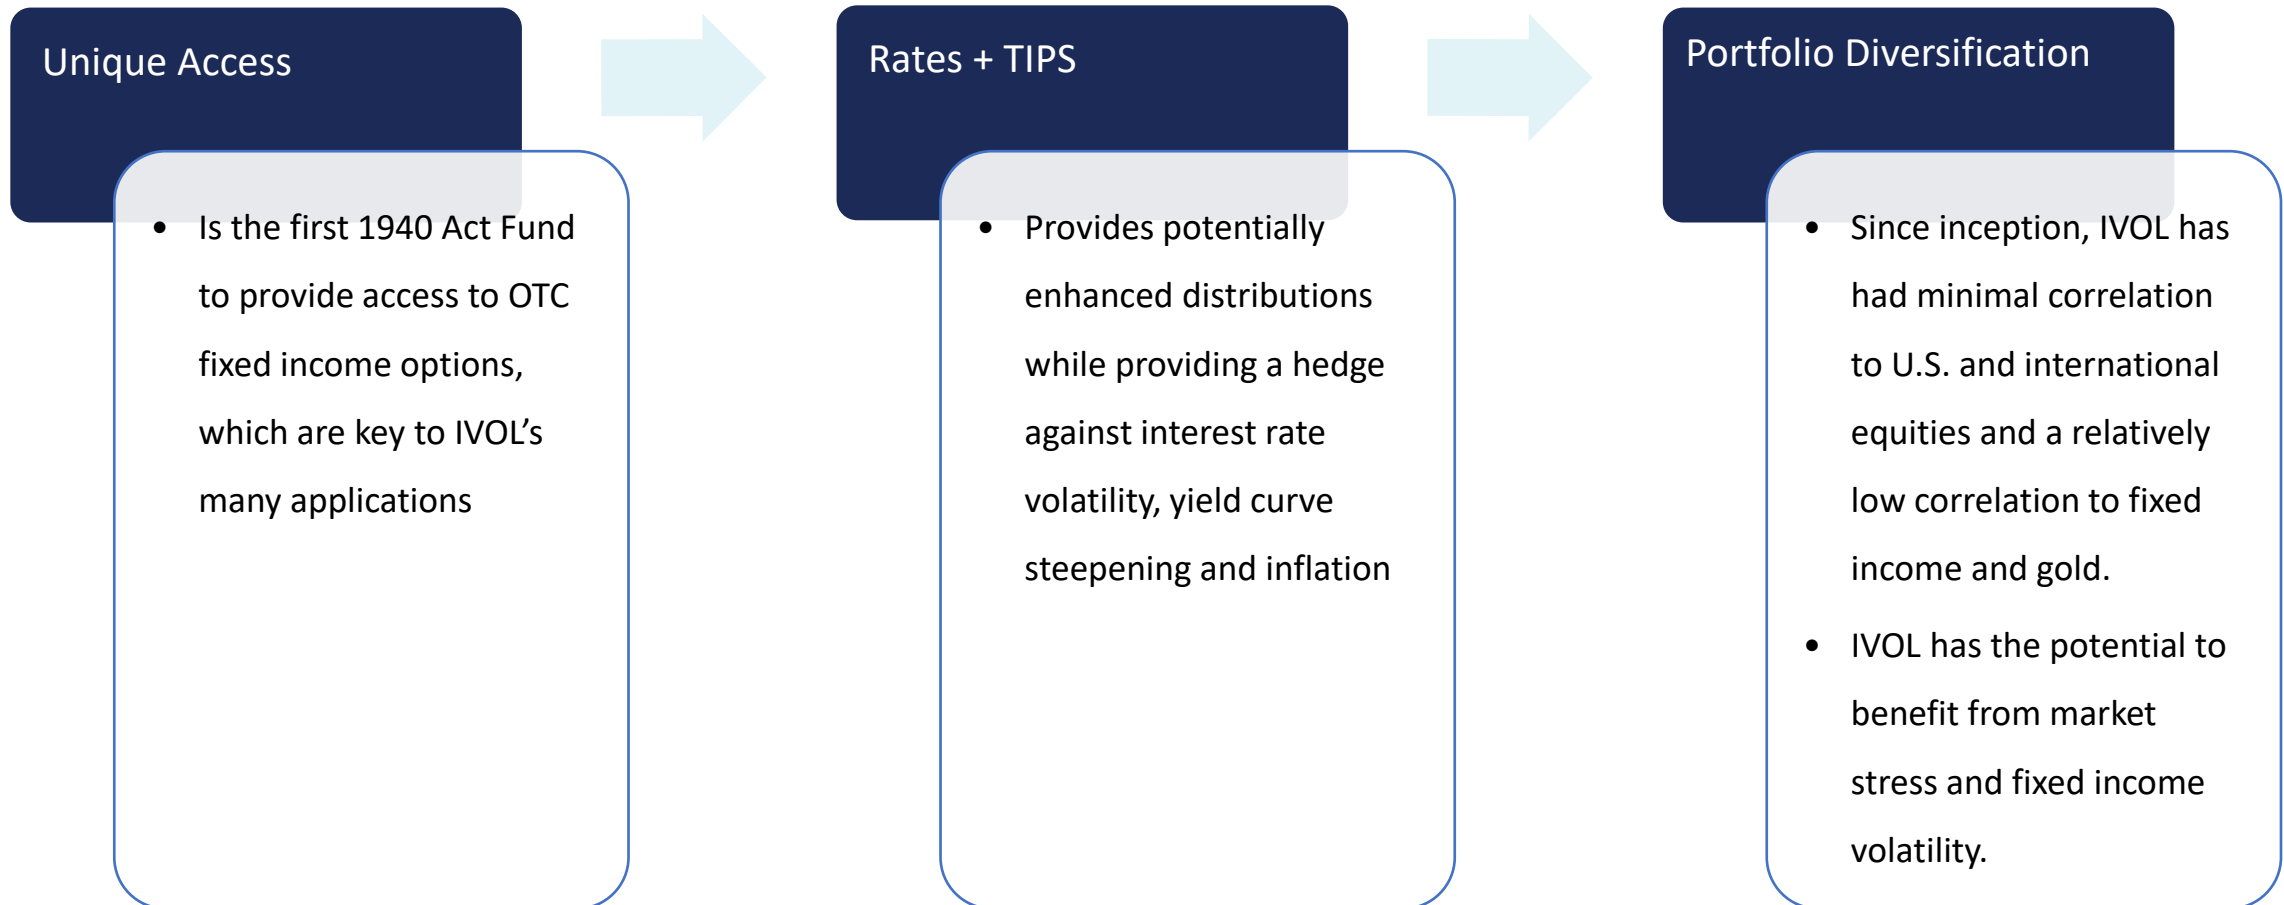 Unique Access
• Is the first 1940 Act Fund
to provide access to OTC
fixed income options,
which are key to IVOL’s
many applications
Rates + TIPS
• Provides potentially
enhanced distributions
while providing a hedge
against interest rate
volatility, yield curve
steepening and inflation
Portfolio Diversification
• Since inception, IVOL has
had minimal correlation
to U.S. and international
equities and a relatively
low correlation to fixed
income and gold.
• IVOL has the potential to
benefit from market
stress and fixed income
volatility.